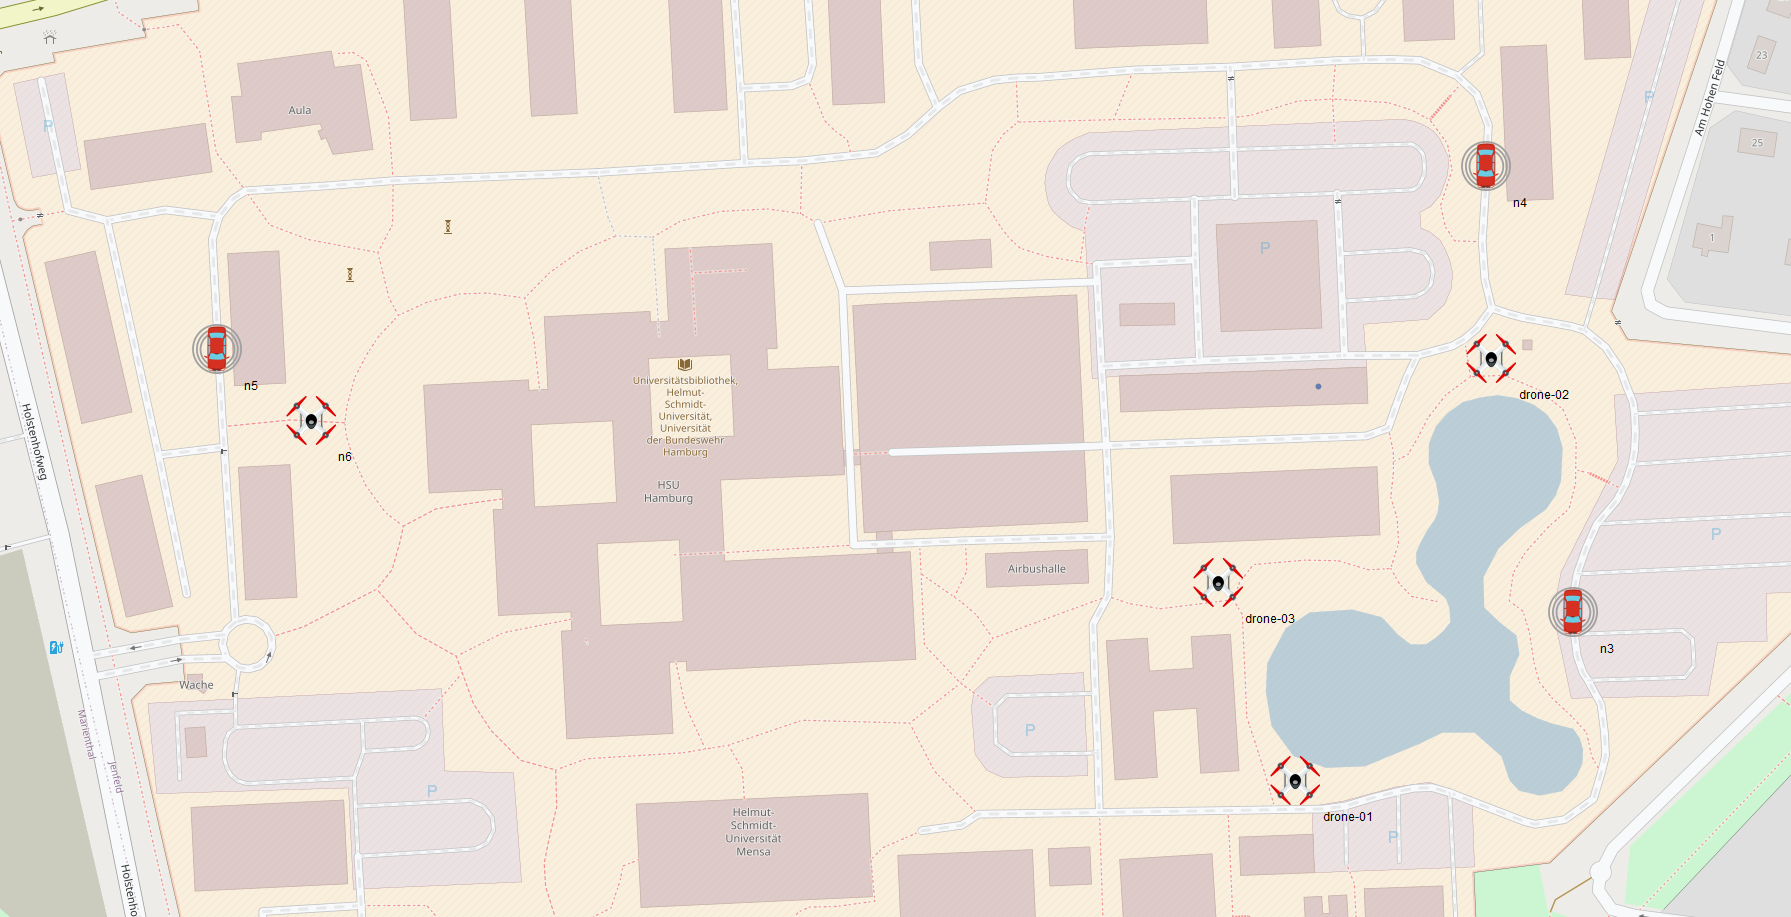 Aula
P
23
Am Hohen Feld
P
25
n4
1
P
n5
Universitätsbibliothek,
Helmut-
Schmidt-
Universität,
Universität
der Bundeswehr
Hamburg
drone-02
Holstenhofweg
n6
HSU
Hamburg
P
Airbushalle
drone-03
n3
Wache
Marienthal
Jenfeld
P
P
Helmut-
Schmidt-
Universität
Mensa
drone-01
P
Holstenho